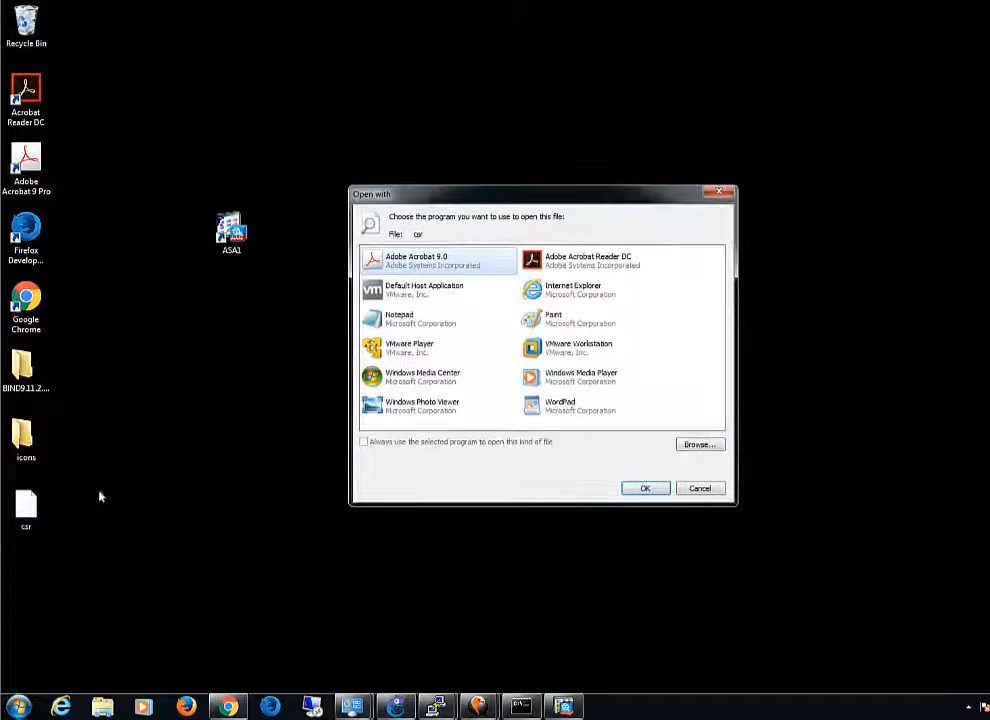 Recycle Bin
Acrobat
Reader DC
Adobe
Acrobat 9 Pro
Firefox
Develop...
Google
Chrome
BIND9.11.2....
icons
csr
ASA1
Open with
Choose the program you want to use to open this file:
File: csr
Adobe Acrobat 9.0
Adobe Systems Incorporated
Adobe Acrobat Reader DC
Adobe Systems Incorporated
Default Host Application
VMware, Inc.
Internet Explorer
Microsoft Corporation
Notepad
Microsoft Corporation
Paint
Microsoft Corporation
VMware Player
VMware, Inc.
VMware Workstation
VMware, Inc.
Windows Media Center
Microsoft Corporation
Windows Media Player
Microsoft Corporation
Windows Photo Viewer
Microsoft Corporation
WordPad
Microsoft Corporation
Always use the selected program to open this kind of file
Browse...
OK
Cancel